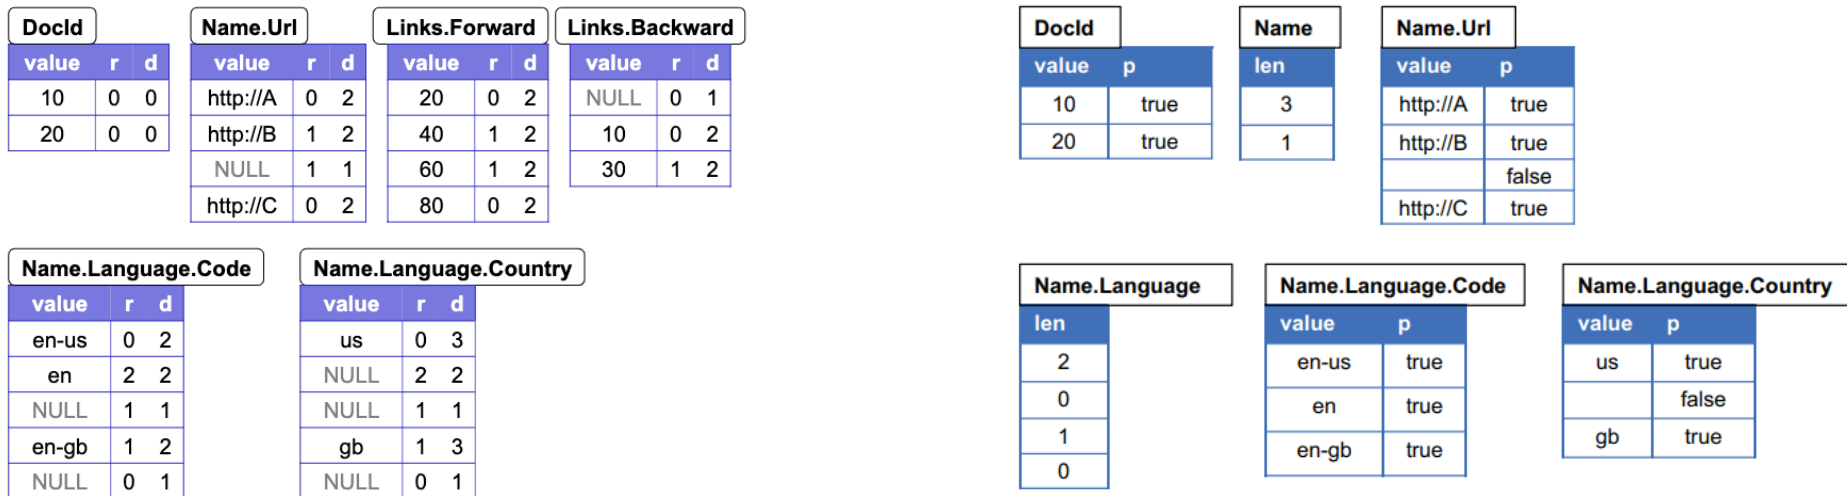 DocId
value r d
10 0 0
20 0 0
Name.Url
value r d
http://A 0 2
http://B 1 2
NULL 1 1
http://C 0 2
Links.Forward
value r d
20 0 2
40 1 2
60 1 2
80 0 2
Links.Backward
value r d
NULL 0 1
10 0 2
30 1 2
Name.Language.Code
value r d
en-us 0 2
en 2 2
NULL 1 1
en-gb 1 2
NULL 0 1
Name.Language.Country
value r d
us 0 3
NULL 2 2
NULL 1 1
gb 1 3
NULL 0 1
DocId
value p
10 true
20 true
Name
len
3
1
Name.Url
value p
http://A true
http://B true
false
http://C true
Name.Language
len
2
0
1
0
Name.Language.Code
value p
en-us true
en true
en-gb true
Name.Language.Country
value p
us true
false
gb true